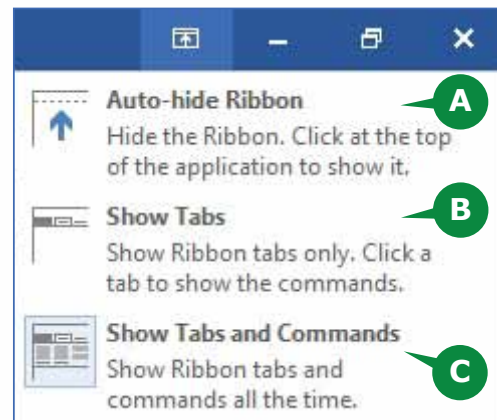 Auto-hide Ribbon
A
Hide the Ribbon. Click at the top
of the application to show it.
Show Tabs
B
Show Ribbon tabs only. Click a
tab to show the commands.
Show Tabs and Commands
Show Ribbon tabs and
C
commands all the time.